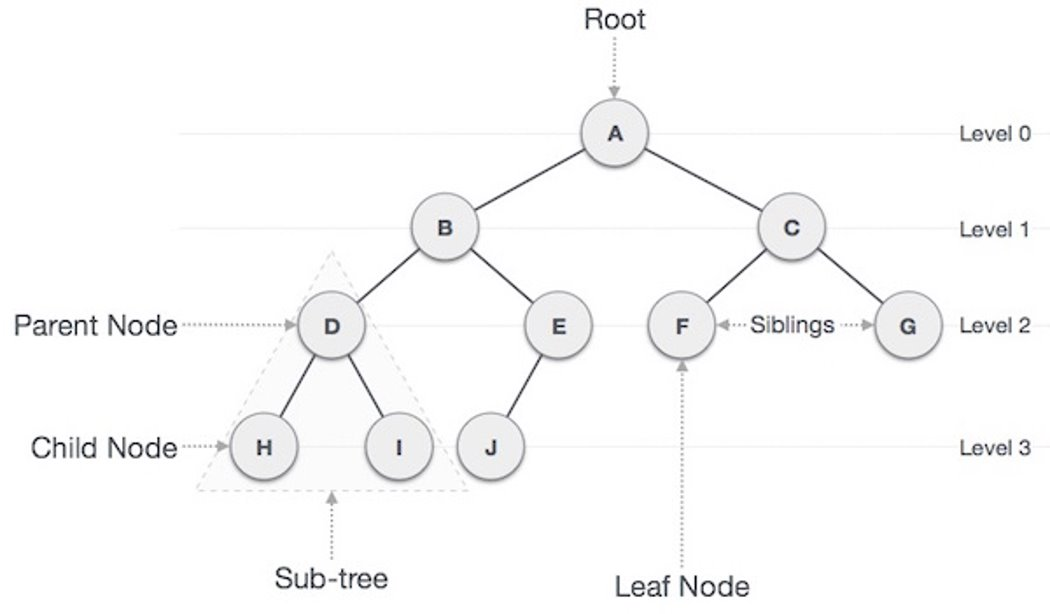 Root
A
Level 0
B
C
Level 1
Parent Node
D
E
F
Siblings
G
Level 2
Child Node
H
I
J
Level 3
Sub-tree
Leaf Node